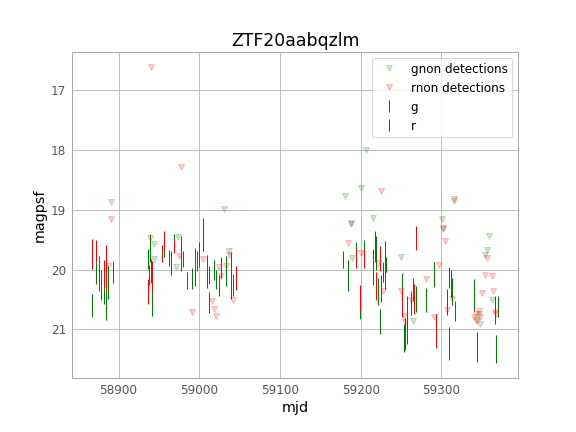 ZTF20aabqzlm
gnon detections
rnon detections
g
r
magpsf
17
18
19
20
21
58900 59000 59100 59200 59300
mjd